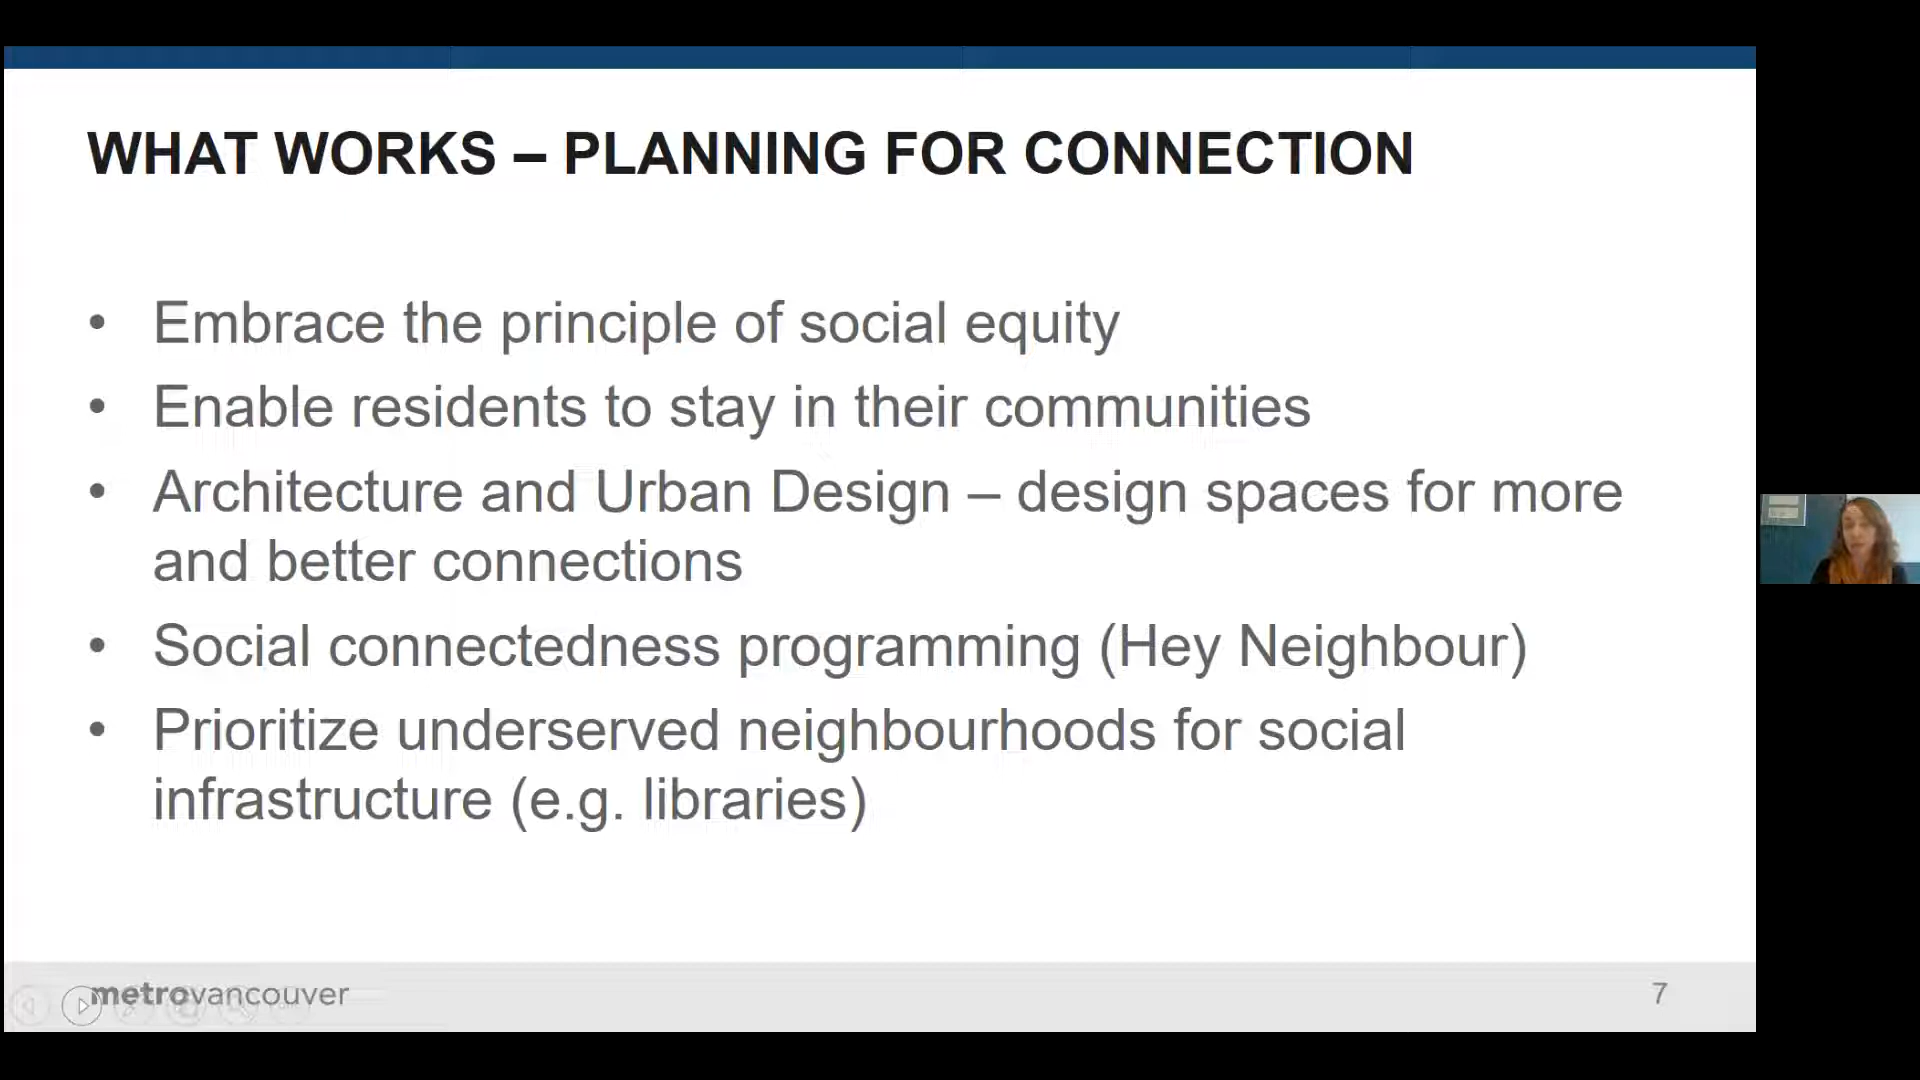 WHAT WORKS – PLANNING FOR CONNECTION
• Embrace the principle of social equity
• Enable residents to stay in their communities
• Architecture and Urban Design – design spaces for more
and better connections
• Social connectedness programming (Hey Neighbour)
• Prioritize underserved neighbourhoods for social
infrastructure (e.g. libraries)
metrovancouver
7